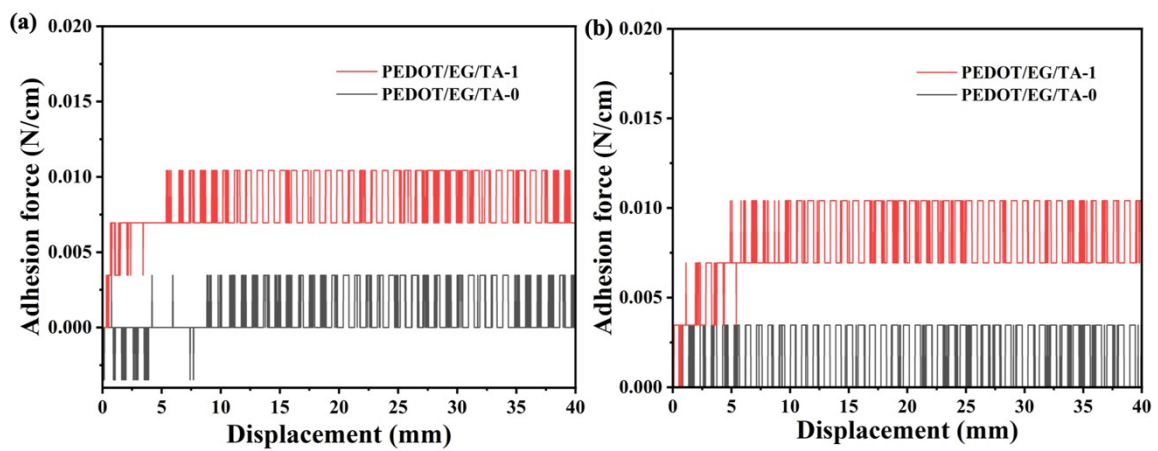 (a)
Adhesion force (N/cm)
0.020
0.015
0.010
0.005
0.000
PEDOT/EG/TA-1
PEDOT/EG/TA-0
0 5 10 15 20 25 30 35 40
Displacement (mm)
(b)
Adhesion force (N/cm)
0.020
0.015
0.010
0.005
0.000
PEDOT/EG/TA-1
PEDOT/EG/TA-0
0 5 10 15 20 25 30 35 40
Displacement (mm)